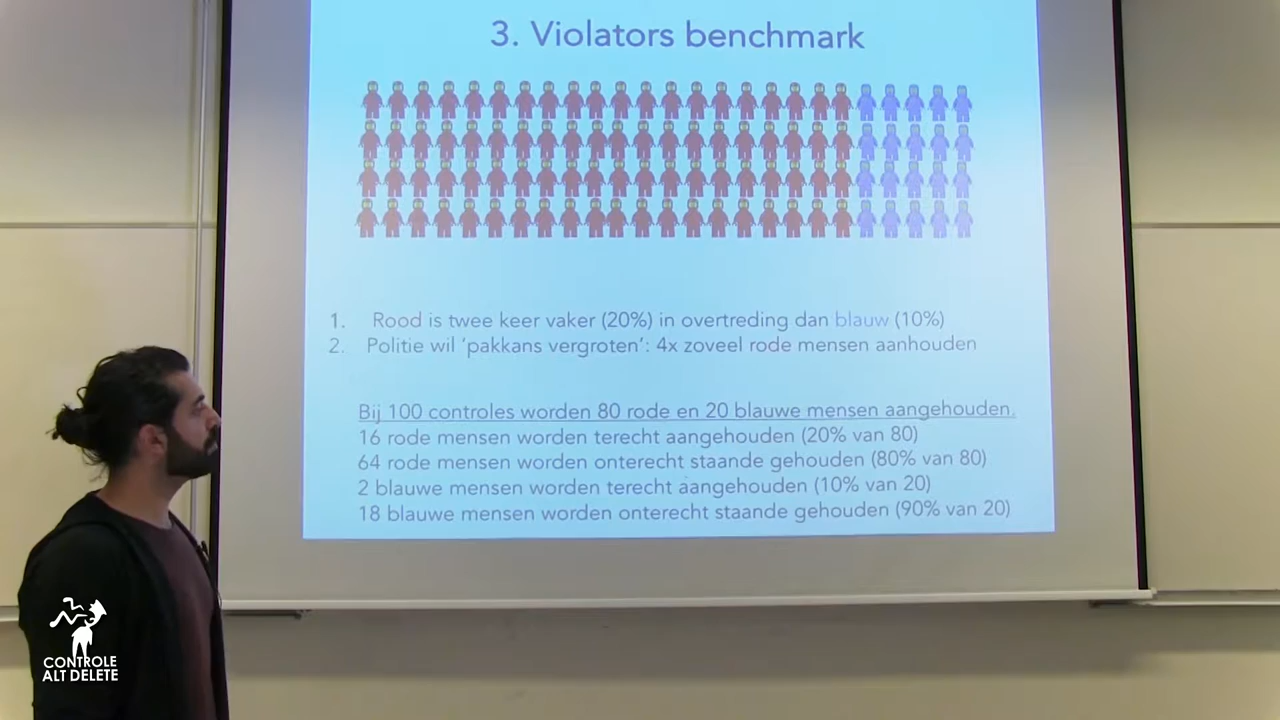 3. Violators benchmark
1. Rood is twee keer vaker (20%) in overtreding dan blauw (10%)
2. Politie wil ‘pakkans vergroten’: 4x zoveel rode mensen aanhouden
Bij 100 controles worden 80 rode en 20 blauwe mensen aangehouden.
16 rode mensen worden terecht aangehouden (20% van 80)
64 rode mensen worden onterecht staande gehouden (80% van 80)
2 blauwe mensen worden terecht aangehouden (10% van 20)
18 blauwe mensen worden onterecht staande gehouden (90% van 20)
CONTROLE
ALT DELETE